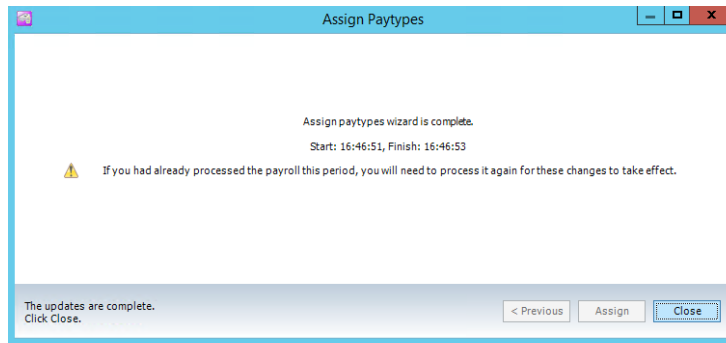 Assign Paytypes
Assign paytypes wizard is complete.
Start: 16:46:51, Finish: 16:46:53
If you had already processed the payroll this period, you will need to process it again for these changes to take effect.
The updates are complete.
Click Close.
< Previous
Assign
Close